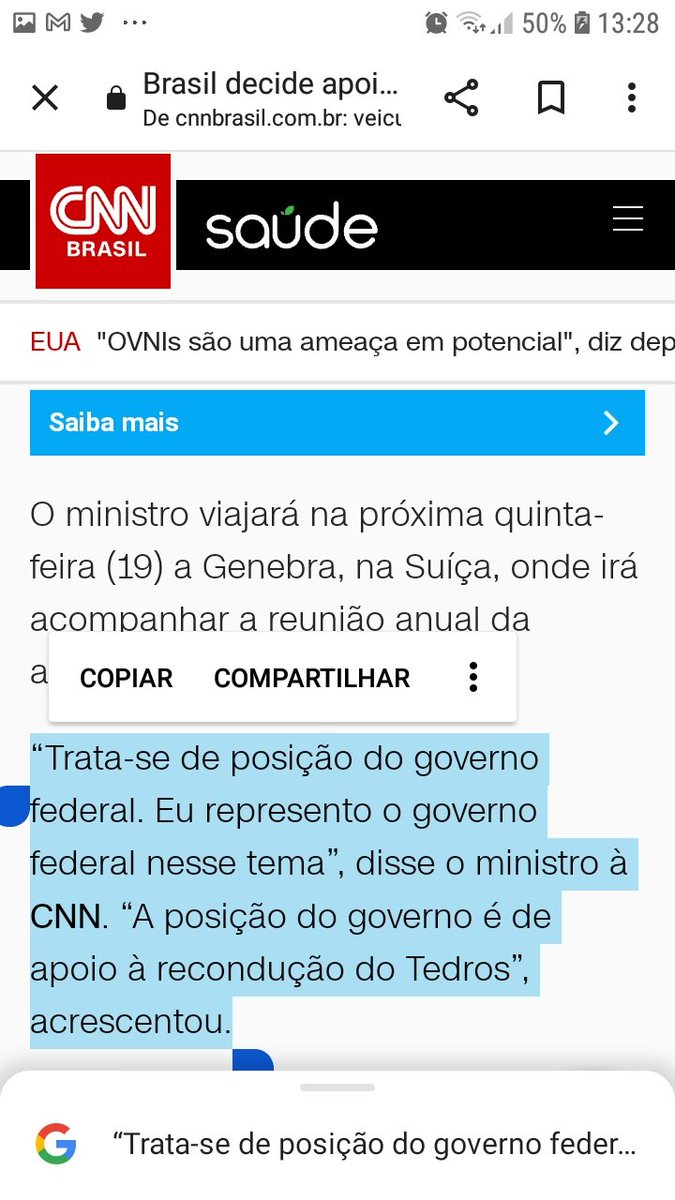 50% 13:28
Brasil decide apoi...
De cnnbrasil.com.br: veicu
CNN
BRASIL
saúde
EUA "OVNIs são uma ameaça em potencial", diz dep
Saiba mais
O ministro viajará na próxima quinta-
feira (19) a Genebra, na Suíça, onde irá
acompanhar a reunião anual da
a
COPIAR COMPARTILHAR
“Trata-se de posição do governo
federal. Eu represento o governo
federal nesse tema”, disse o ministro à
CNN. “A posição do governo é de
apoio à recondução do Tedros”,
acrescentou.
“Trata-se de posição do governo feder...